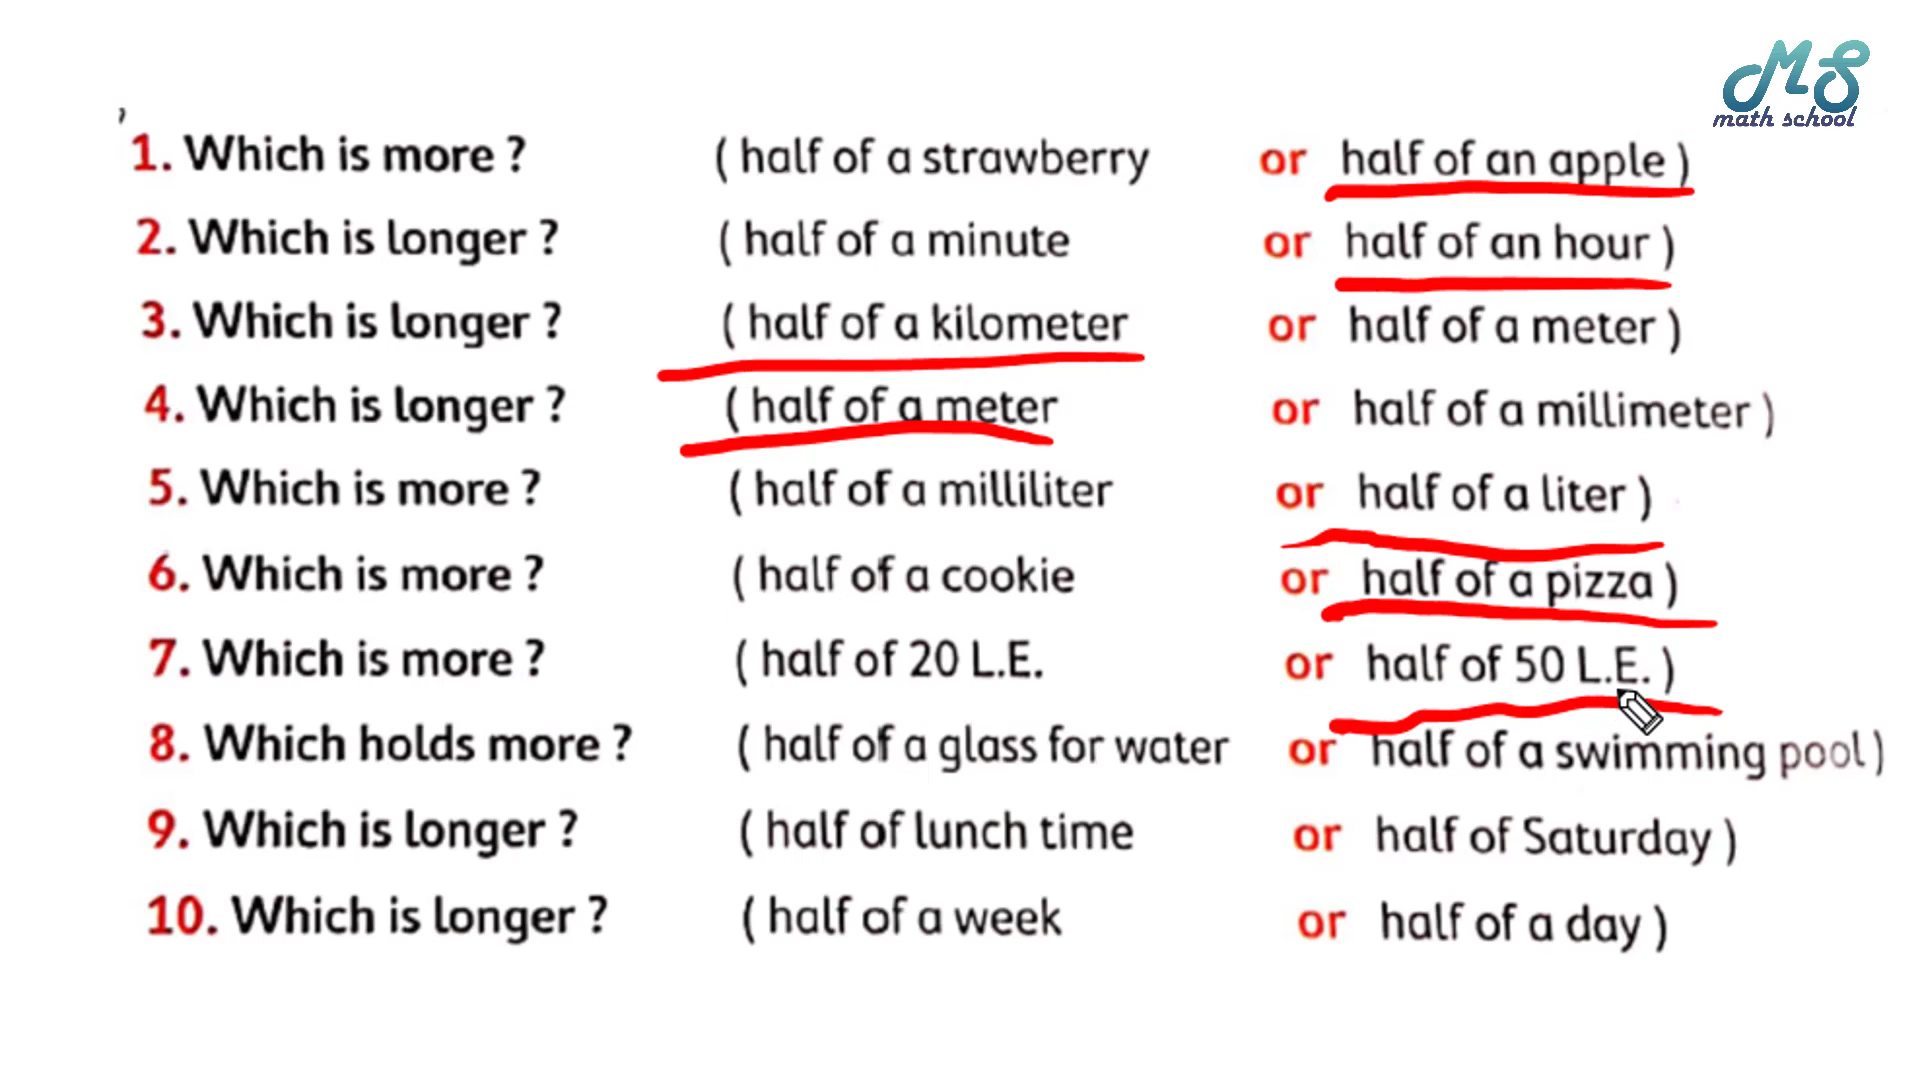 MS
math school
1. Which is more ? ( half of a strawberry or half of an apple )
2. Which is longer ? ( half of a minute or half of an hour )
3. Which is longer ? ( half of a kilometer or half of a meter )
4. Which is longer ? ( half of a meter or half of a millimeter )
5. Which is more ? ( half of a milliliter or half of a liter )
6. Which is more ? ( half of a cookie or half of a pizza )
7. Which is more ? ( half of 20 L.E. or half of 50 L.E. )
8. Which holds more ? ( half of a glass for water or half of a swimming pool )
9. Which is longer ? ( half of lunch time or half of Saturday )
10. Which is longer ? ( half of a week or half of a day )